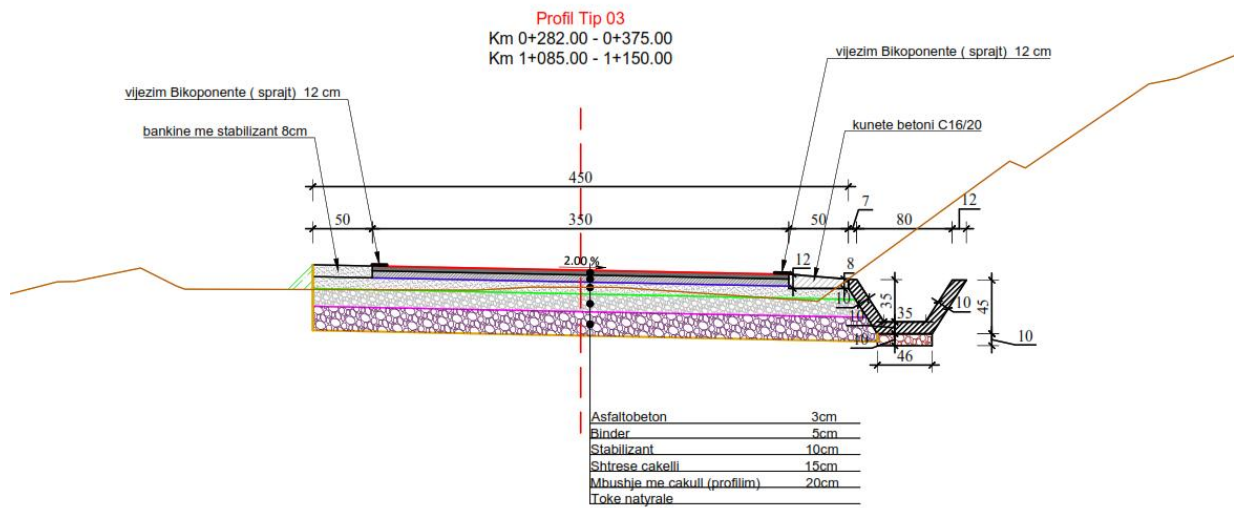 Profil Tip 03
Km 0+282.00 - 0+375.00
Km 1+085.00 - 1+150.00
vijezim Bikoponente ( sprajt) 12 cm
vijezim Bikoponente ( sprajt) 12 cm
bankine me stabilizant 8cm
kunete betoni C16/20
450
7
12
50
350
50
80
2.00 %
12
8
10
35
10
45
10
35
10
10
46
Asfaltobeton 3cm
Binder 5cm
Stabilizant 10cm
Shtrese cakelli 15cm
Mbushje me cakull (profilim) 20cm
Toke natyrale